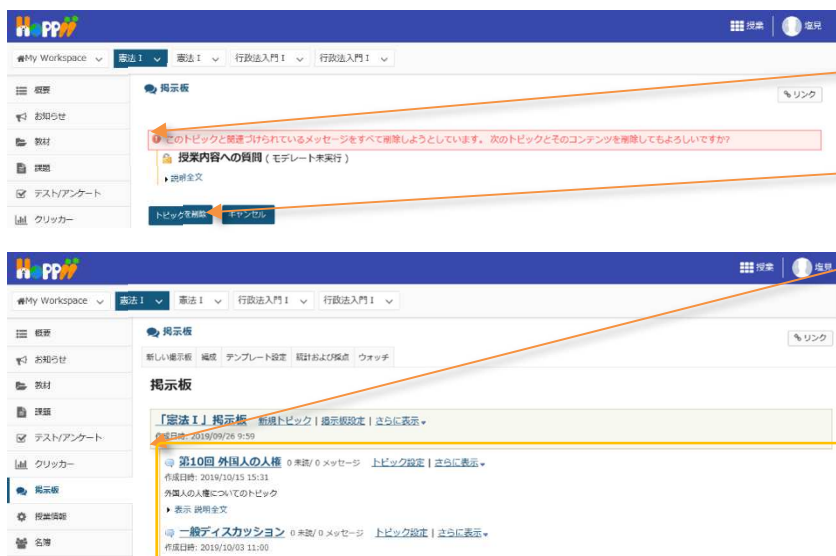 HOPPII
授業
塩見
My Workspace
憲法 I
憲法 I
行政法入門 I
行政法入門 I
概要
掲示板
リンク
お知らせ
教材
このトピックと関連づけられているメッセージをすべて削除しようとしています。 次のトピックとそのコンテンツを削除してもよろしいですか?
課題
授業内容への質問 ( モデレート未実行 )
説明全文
テスト/アンケート
クリッカー
トピックを削除
キャンセル
HOPPII
授業
塩見
My Workspace
憲法 I
憲法 I
行政法入門 I
行政法入門 I
概要
掲示板
リンク
お知らせ
新しい掲示板 編成 テンプレート設定 統計および採点 ウォッチ
教材
掲示板
課題
「憲法 I 」掲示板 新規トピック | 掲示板設定 | さらに表示
作成日時: 2019/09/26 9:59
テスト/アンケート
クリッカー
第10回 外国人の人権 0 未読/ 0 メッセージ トピック設定 | さらに表示
作成日時: 2019/10/15 15:31
掲示板
外国人の人権についてのトピック
表示 説明全文
授業情報
一般ディスカッション 0 未読/ 0 メッセージ トピック設定 | さらに表示
作成日時: 2019/10/03 11:00
名簿